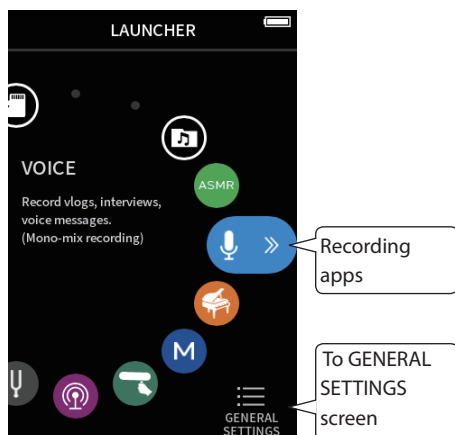 LAUNCHER
VOICE
Record vlogs, interviews,
voice messages.
(Mono-mix recording)
ASMR
Recording
apps
M
GENERAL
SETTINGS
To GENERAL
SETTINGS
screen